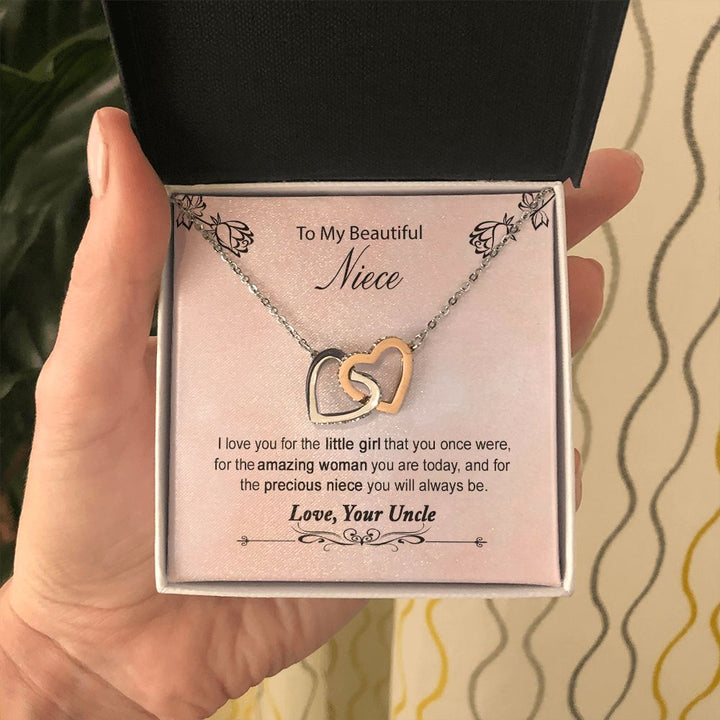 To My Beautiful
Niece
I love you for the little girl that you once were,
for the amazing woman you are today, and for
the precious niece you will always be.
Love, Your Uncle